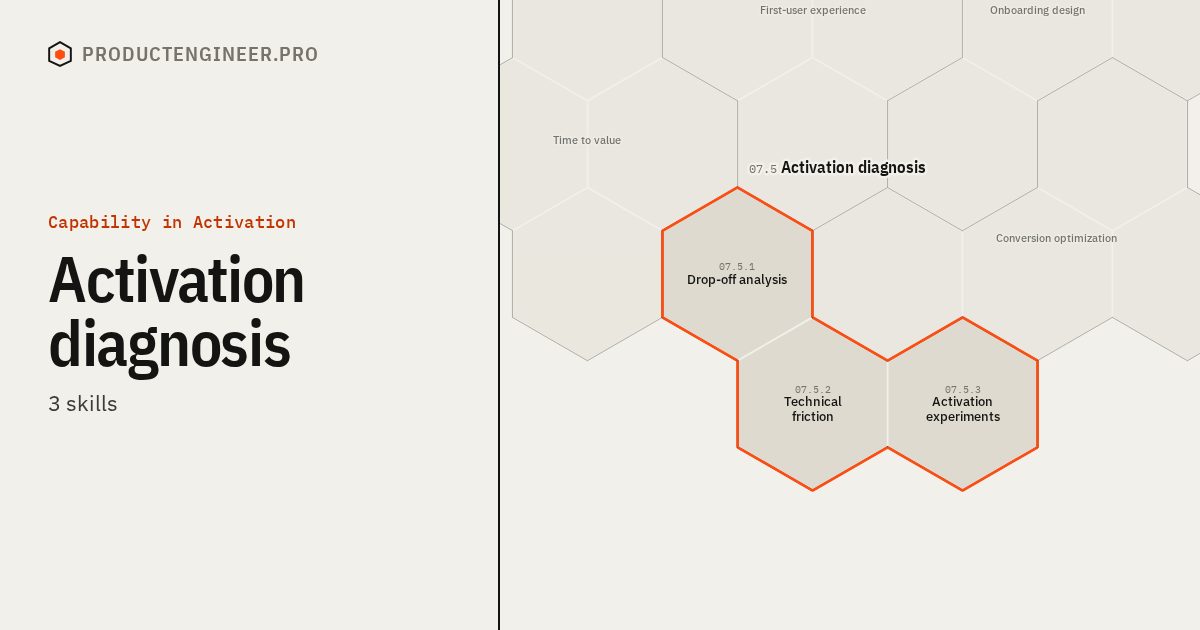 PRODUCTENGINEER.PRO
Capability in Activation
Activation
diagnosis
3 skills
First-user experience
Onboarding design
Time to value
07.5 Activation diagnosis
Conversion optimization
07.5.1
Drop-off analysis
07.5.2
Technical
friction
07.5.3
Activation
experiments